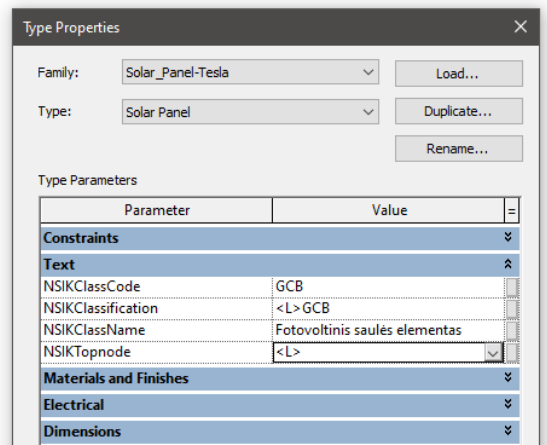 Type Properties
Family: Solar_Panel-Tesla Load...
Type: Solar Panel Duplicate...
Rename...
Type Parameters
Parameter Value =
Constraints
Text
NSIKClassCode GCB
NSIKClassification <L>GCB
NSIKClassName Fotovoltinis saulės elementas
NSIKTopnode <L>
Materials and Finishes
Electrical
Dimensions